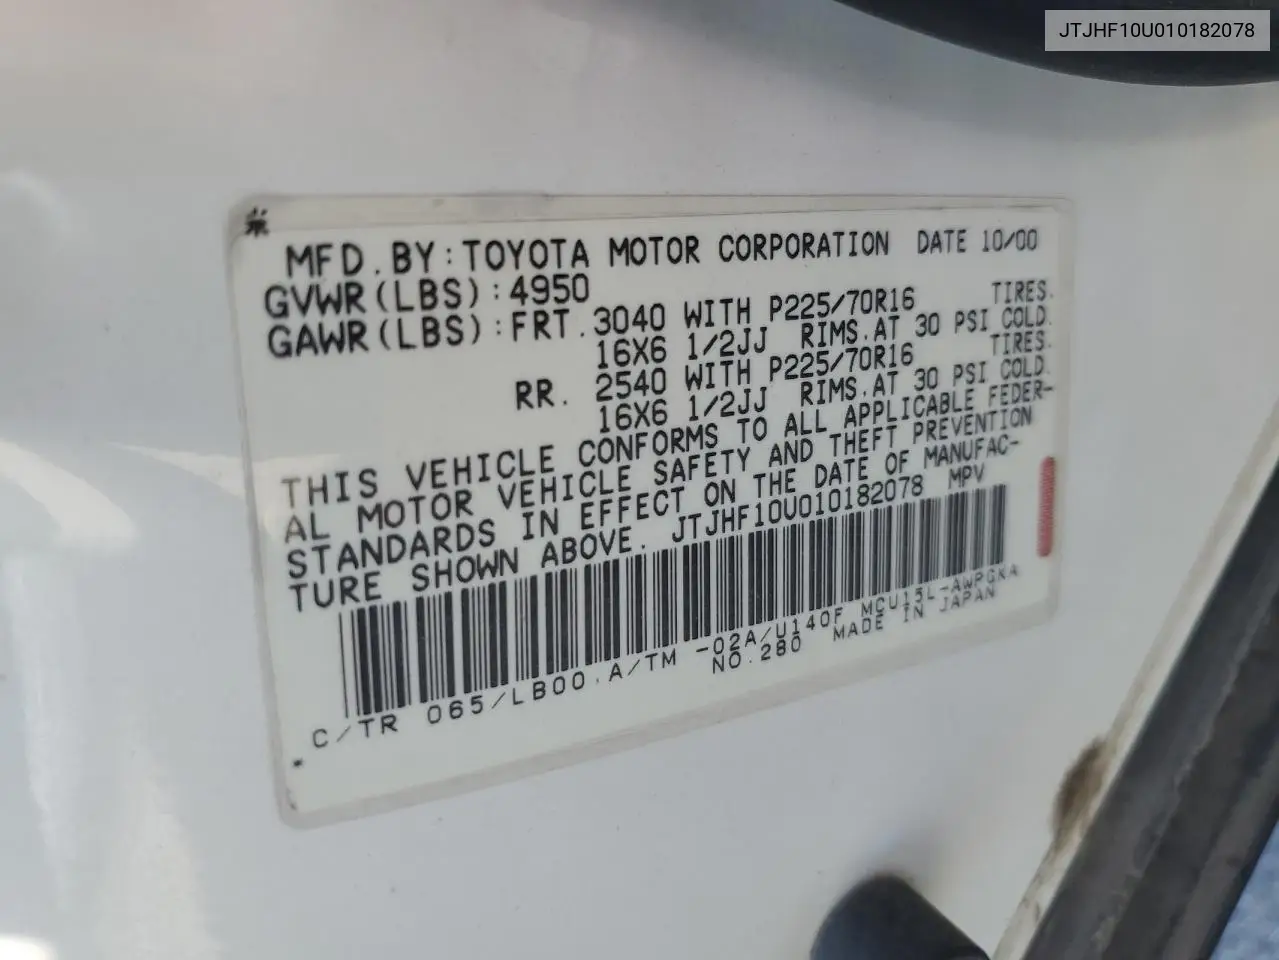 JTJHF10U010182078
MFD.BY:TOYOTA MOTOR CORPORATION DATE 10/00
GVWR(LBS):4950
GAWR(LBS):FRT.3040 WITH P225/70R16 TIRES.
16X6 1/2JJ RIMS.AT 30 PSI COLD.
RR. 2540 WITH P225/70R16 TIRES.
16X6 1/2JJ RIMS.AT 30 PSI COLD.
THIS VEHICLE CONFORMS TO ALL APPLICABLE FEDER-
AL MOTOR VEHICLE SAFETY AND THEFT PREVENTION
STANDARDS IN EFFECT ON THE DATE OF MANUFAC-
TURE SHOWN ABOVE. JTJHF10U010182078 MPV
C/TR 065/LB00.A/TM -02A/U140F MCU15L-AWPGKA
NO.280 MADE IN JAPAN